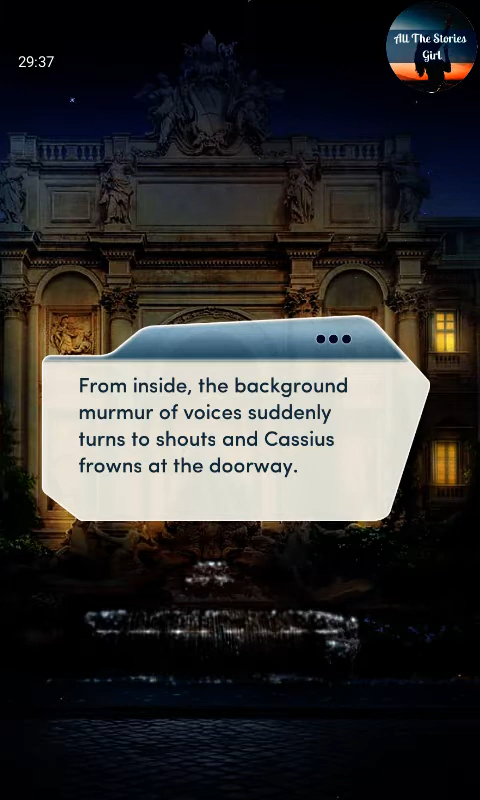 29:37
All The Stories
Girl
From inside, the background
murmur of voices suddenly
turns to shouts and Cassius
frowns at the doorway.